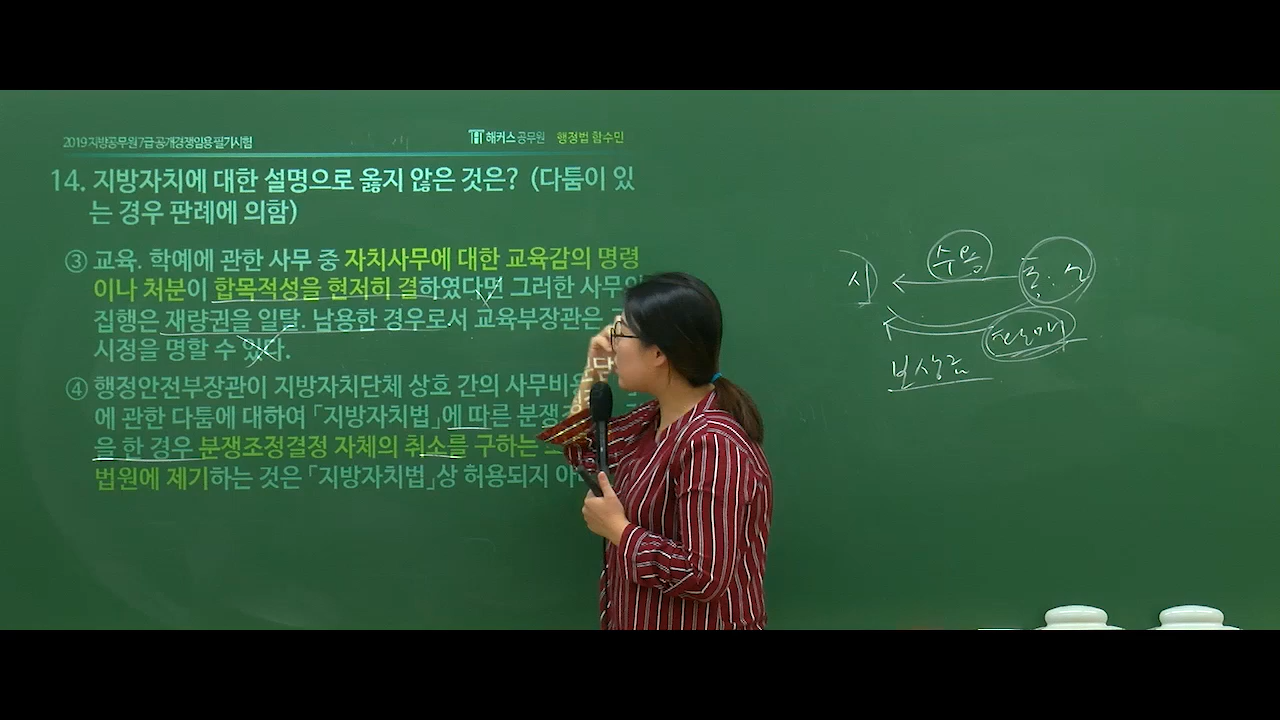 2019 지방공무원 7급 공개경쟁임용 필기시험
해커스 공무원 행정법 함수민
14. 지방자치에 대한 설명으로 옳지 않은 것은? (다툼이 있
는 경우 판례에 의함)
③ 교육. 학예에 관한 사무 중 자치사무에 대한 교육감의 명령
이나 처분이 합목적성을 현저히 결하였다면 그러한 사무의
집행은 재량권을 일탈. 남용한 경우로서 교육부장관은
시정을 명할 수 있다.
④ 행정안전부장관이 지방자치단체 상호 간의 사무비용
에 관한 다툼에 대하여 「지방자치법」에 따른
을 한 경우 분쟁조정결정 자체의 취소를 구하는
법원에 제기하는 것은 「지방자치법」상 허용되지
수용
시
보상금